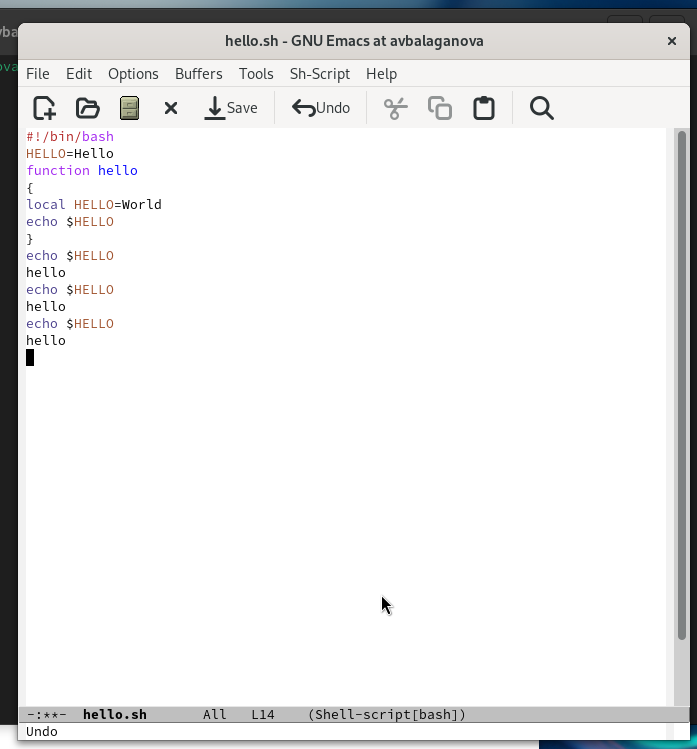 hello.sh - GNU Emacs at avbalaganova
File Edit Options Buffers Tools Sh-Script Help
Save Undo
#!/bin/bash
HELLO=Hello
function hello
{
local HELLO=World
echo $HELLO
}
echo $HELLO
hello
echo $HELLO
hello
echo $HELLO
hello
-:**- hello.sh All L14 (Shell-script[bash])
Undo